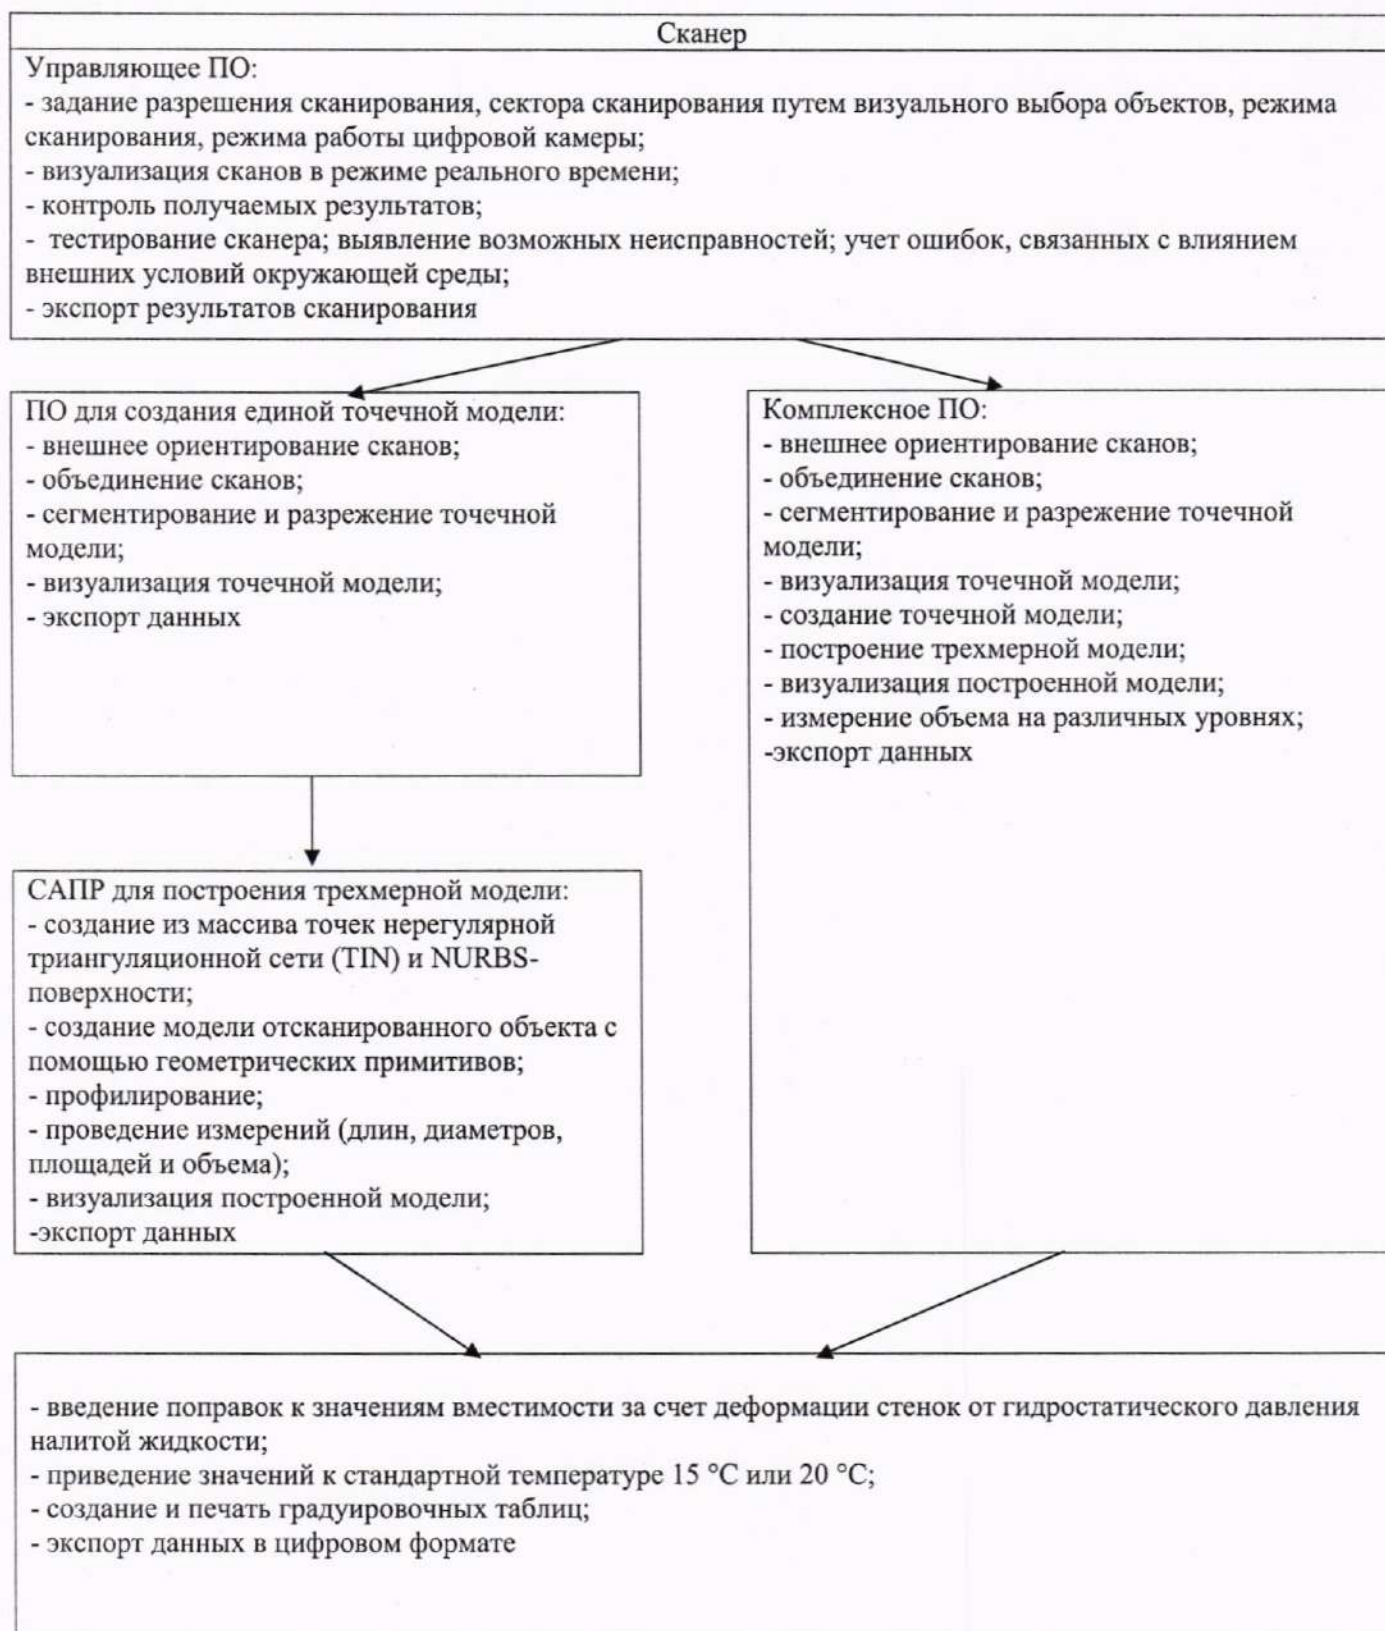 Сканер
Управляющее ПО:
- задание разрешения сканирования, сектора сканирования путем визуального выбора объектов, режима
сканирования, режима работы цифровой камеры;
- визуализация сканов в режиме реального времени;
- контроль получаемых результатов;
- тестирование сканера; выявление возможных неисправностей; учет ошибок, связанных с влиянием
внешних условий окружающей среды;
- экспорт результатов сканирования
ПО для создания единой точечной модели:
- внешнее ориентирование сканов;
- объединение сканов;
- сегментирование и разрежение точечной
модели;
- визуализация точечной модели;
- экспорт данных
Комплексное ПО:
- внешнее ориентирование сканов;
- объединение сканов;
- сегментирование и разрежение точечной
модели;
- визуализация точечной модели;
- создание точечной модели;
- построение трехмерной модели;
- визуализация построенной модели;
- измерение объема на различных уровнях;
-экспорт данных
САПР для построения трехмерной модели:
- создание из массива точек нерегулярной
триангуляционной сети (TIN) и NURBS-
поверхности;
- создание модели отсканированного объекта с
помощью геометрических примитивов;
- профилирование;
- проведение измерений (длин, диаметров,
площадей и объема);
- визуализация построенной модели;
-экспорт данных
- введение поправок к значениям вместимости за счет деформации стенок от гидростатического давления
налитой жидкости;
- приведение значений к стандартной температуре 15 °C или 20 °C;
- создание и печать градуировочных таблиц;
- экспорт данных в цифровом формате